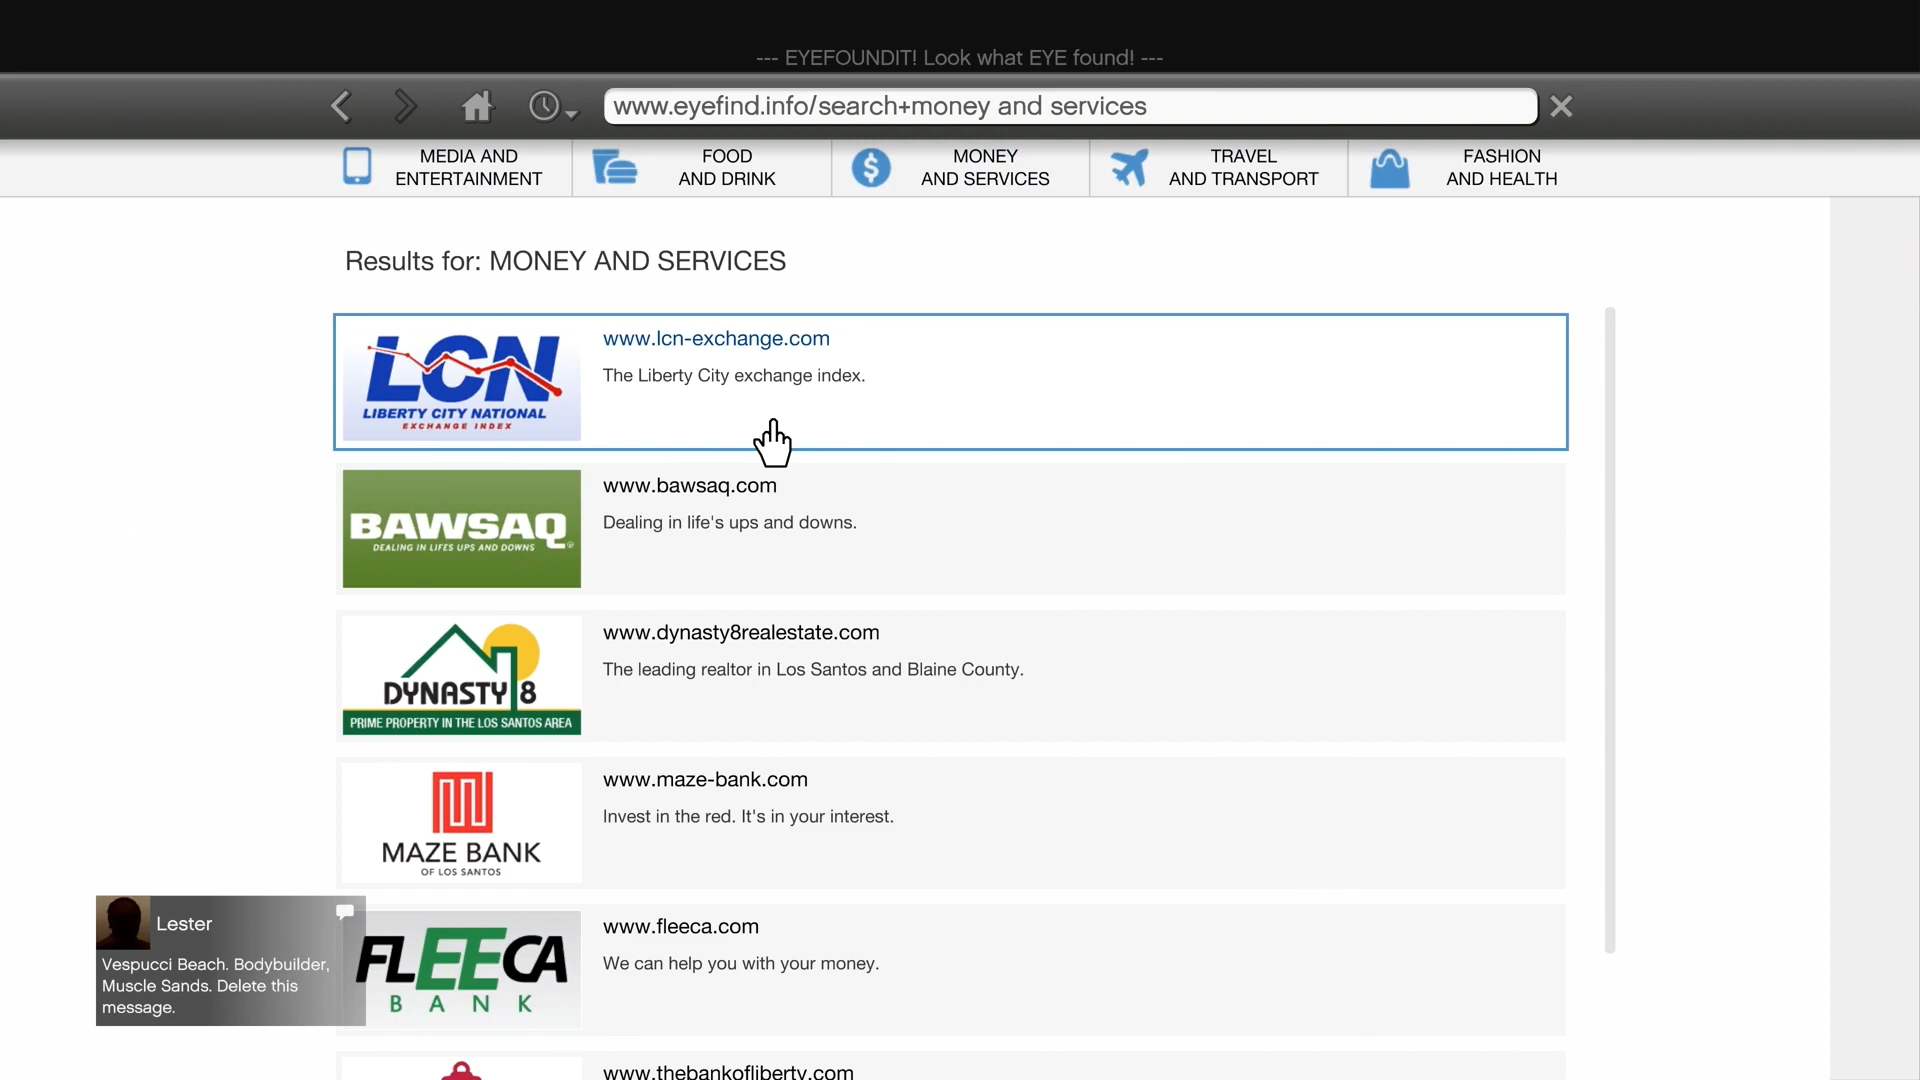 --- EYEFOUNDIT! Look what EYE found! ---
www.eyefind.info/search+money and services
MEDIA AND
ENTERTAINMENT
FOOD
AND DRINK
MONEY
AND SERVICES
TRAVEL
AND TRANSPORT
FASHION
AND HEALTH
Results for: MONEY AND SERVICES
LCN
LIBERTY CITY NATIONAL
EXCHANGE INDEX
www.lcn-exchange.com
The Liberty City exchange index.
BAWSAQ
DEALING IN LIFES UPS AND DOWNS
www.bawsaq.com
Dealing in life's ups and downs.
DYNASTY 8
PRIME PROPERTY IN THE LOS SANTOS AREA
www.dynasty8realestate.com
The leading realtor in Los Santos and Blaine County.
MAZE BANK
OF LOS SANTOS
www.maze-bank.com
Invest in the red. It's in your interest.
FLEECA
BANK
www.fleeca.com
We can help you with your money.
www.thebankofliberty.com
Lester
Vespucci Beach. Bodybuilder,
Muscle Sands. Delete this
message.